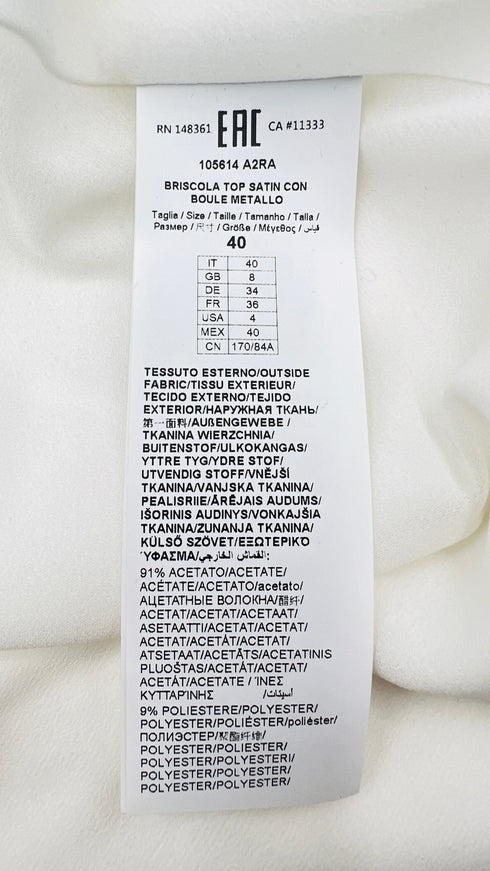 RN 148361 EAC CA #11333
105614 A2RA
BRISCOLA TOP SATIN CON
BOULE METALLO
Taglia / Size / Taille / Tamanho / Talla /
Размер / 尺寸 / Größe / Μέγεθος / قياس
40
IT 40
GB 8
DE 34
FR 36
USA 4
MEX 40
CN 170/84A
TESSUTO ESTERNO/OUTSIDE
FABRIC/TISSU EXTERIEUR/
TECIDO EXTERNO/TEJIDO
EXTERIOR/НАРУЖНАЯ ТКАНЬ/
第一面料/AUßENGEWEBE/
TKANINA WIERZCHNIA/
BUITENSTOF/ULKOKANGAS/
YTTRE TYG/YDRE STOF/
UTVENDIG STOFF/VNĚJŠÍ
TKANINA/VANJSKA TKANINA/
PEALISRIIE/ĀRĒJAIS AUDUMS/
IŠORINIS AUDINYS/VONKAJŠIA
TKANINA/ZUNANJA TKANINA/
KÜLSŐ SZÖVET/ΕΞΩΤΕΡΙΚΌ
ΎΦΑΣΜΑ/القماش الخارجي:
91% ACETATO/ACETATE/
ACÉTATE/ACETATO/acetato/
АЦЕТАТНЫЕ ВОЛОКНА/醋纤/
ACETAT/ACETAT/ACETAAT/
ASETAATTI/ACETAT/ACETAT/
ACETAT/ACETÁT/ACETAT/
ATSETAAT/ACETĀTS/ACETATINIS
PLUOŠTAS/ACETÁT/ACETAT/
ACETÁT/ACETATE / ΊΝΕΣ
ΚΥΤΤΑΡΊΝΗΣ /أسيتات
9% POLIESTERE/POLYESTER/
POLYESTER/POLIÉSTER/poliéster/
ПОЛИЭСТЕР/聚酯纤维/
POLYESTER/POLIESTER/
POLYESTER/POLYESTERI/
POLYESTER/POLYESTER/
POLYESTER/POLYESTER/